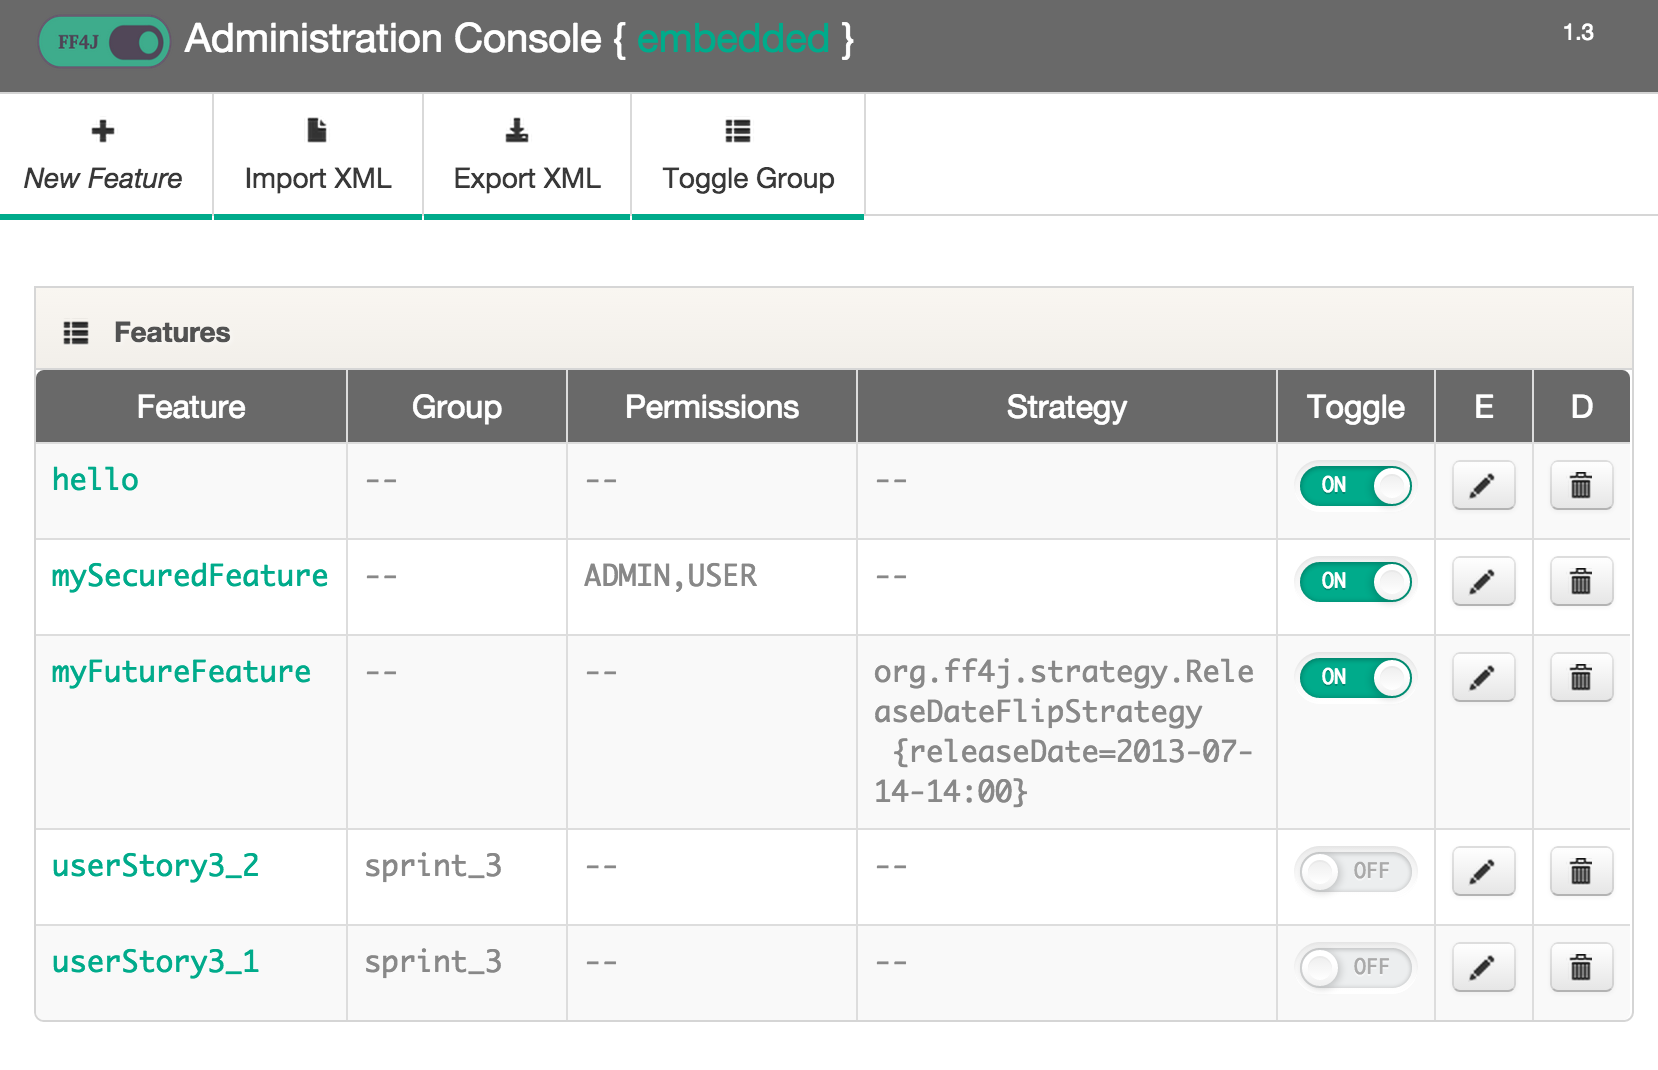 FF4J Administration Console { embedded } 1.3
New Feature Import XML Export XML Toggle Group
Features
Feature Group Permissions Strategy Toggle E D
hello -- -- -- ON
mySecuredFeature -- ADMIN,USER -- ON
myFutureFeature -- -- org.ff4j.strategy.Rele ON
aseDateFlipStrategy
{releaseDate=2013-07-
14-14:00}
userStory3_2 sprint_3 -- -- OFF
userStory3_1 sprint_3 -- -- OFF